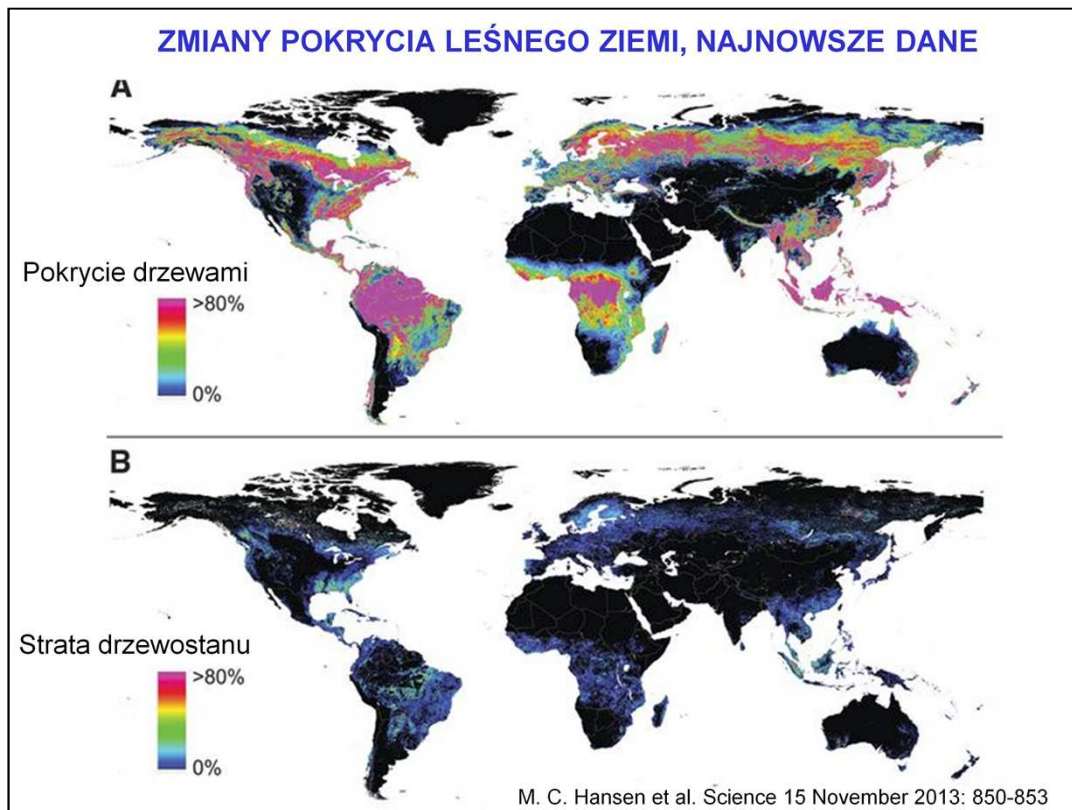 ZMIANY POKRYCIA LEŚNEGO ZIEMI, NAJNOWSZE DANE
A
Pokrycie drzewami
>80%
0%
B
Strata drzewostanu
>80%
0%
M. C. Hansen et al. Science 15 November 2013: 850-853